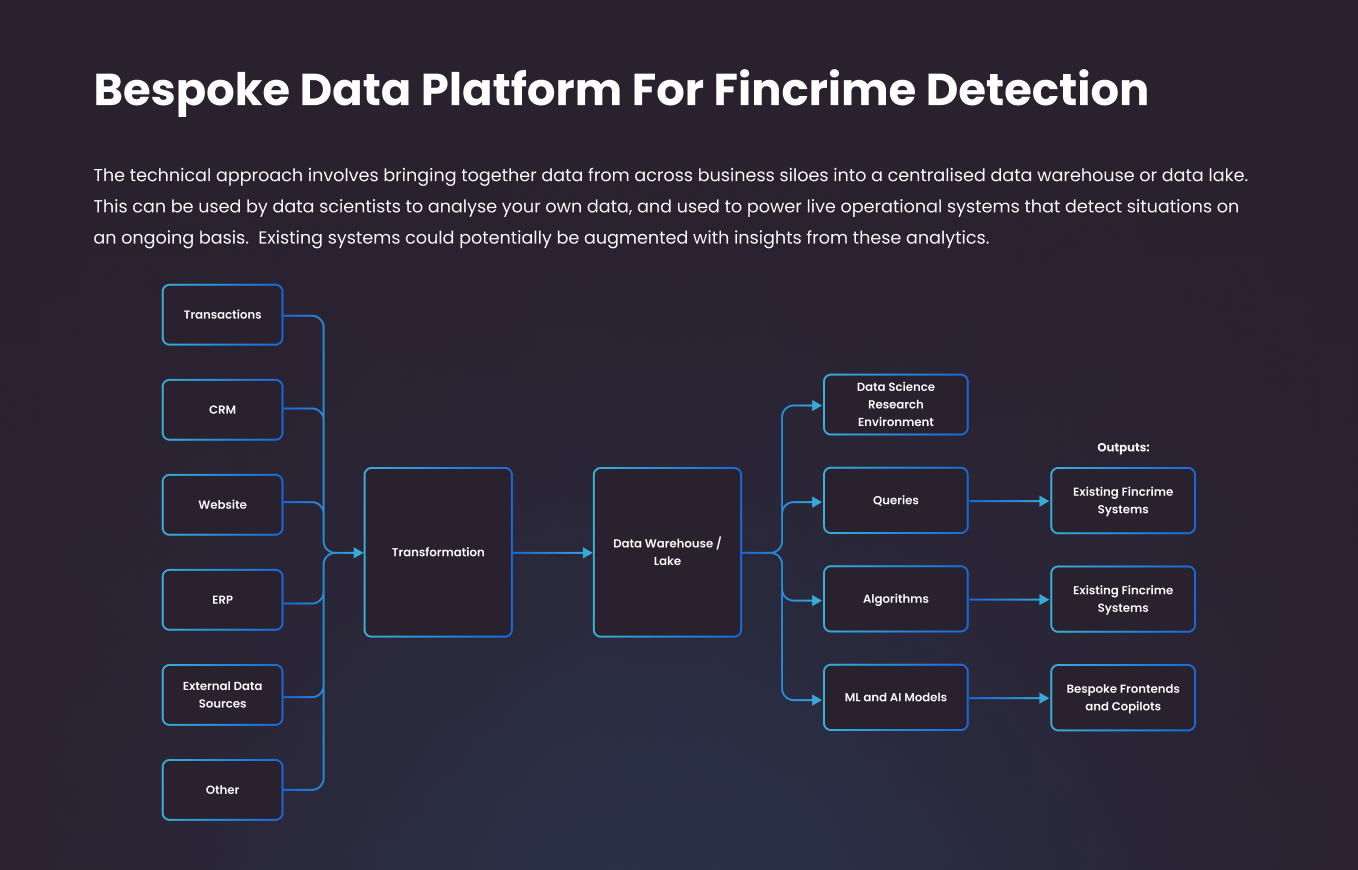 Bespoke Data Platform For Fincrime Detection
The technical approach involves bringing together data from across business siloes into a centralised data warehouse or data lake.
This can be used by data scientists to analyse your own data, and used to power live operational systems that detect situations on
an ongoing basis.  Existing systems could potentially be augmented with insights from these analytics.
Transactions
CRM
Website
ERP
External Data
Sources
Other
Transformation
Data Warehouse /
Lake
Data Science
Research
Environment
Queries
Algorithms
ML and AI Models
Outputs:
Existing Fincrime
Systems
Existing Fincrime
Systems
Bespoke Frontends
and Copilots